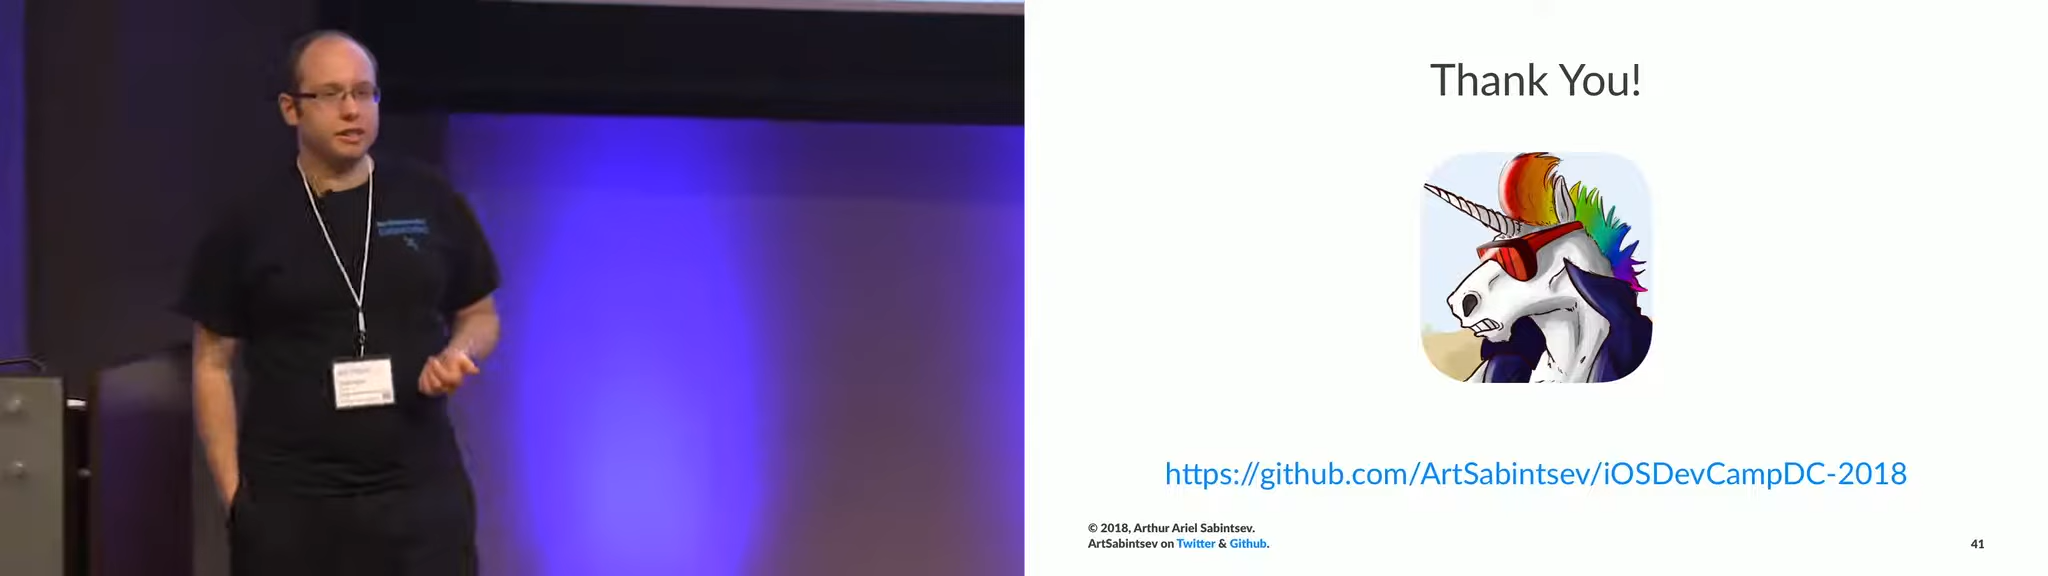 Thank You!
https://github.com/ArtSabintsev/iOSDevCampDC-2018
© 2018, Arthur Ariel Sabintsev.
ArtSabintsev on Twitter & Github.
41